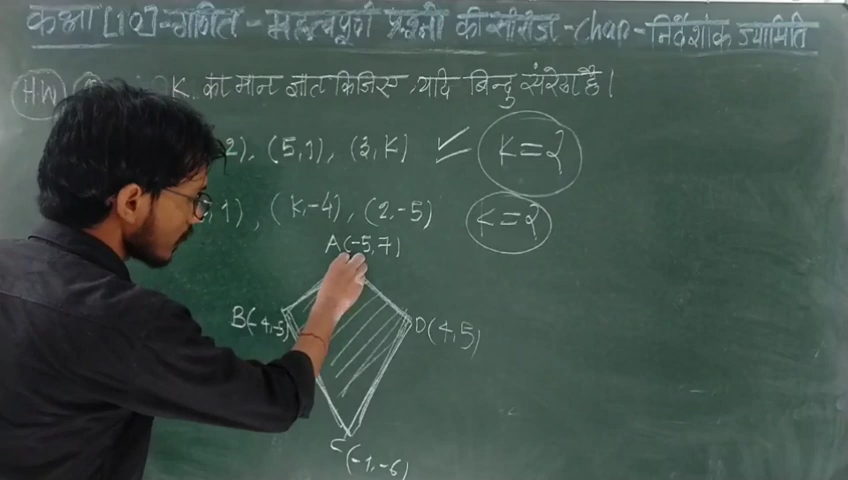 कक्षा [10]-गणित - महत्वपूर्ण प्रश्नो की सीरीज -Chap - निर्देशांक ज्यामिति
HW K. का मान ज्ञात किजिए, यदि बिन्दु संरेख है।
2), (5,1), (3,K) K=2
,1), (K,-4), (2,-5) K=2
A(-5,7)
B(-4,-5) D(4,5)
C
(-1,-6)